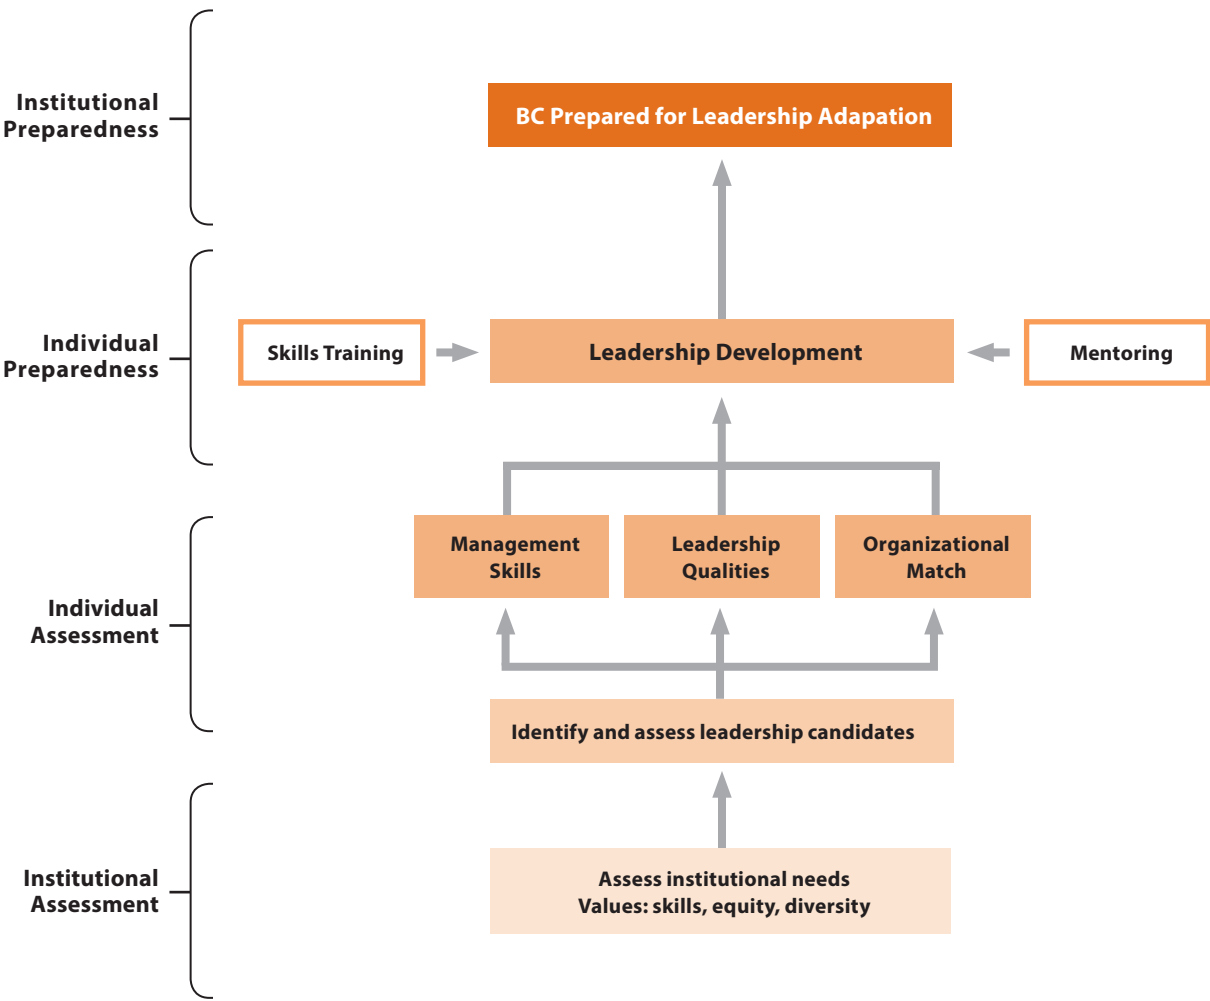 Institutional
Preparedness
BC Prepared for Leadership Adapation
Individual
Preparedness
Skills Training
Leadership Development
Mentoring
Management
Skills
Leadership
Qualities
Organizational
Match
Individual
Assessment
Identify and assess leadership candidates
Institutional
Assessment
Assess institutional needs
Values: skills, equity, diversity